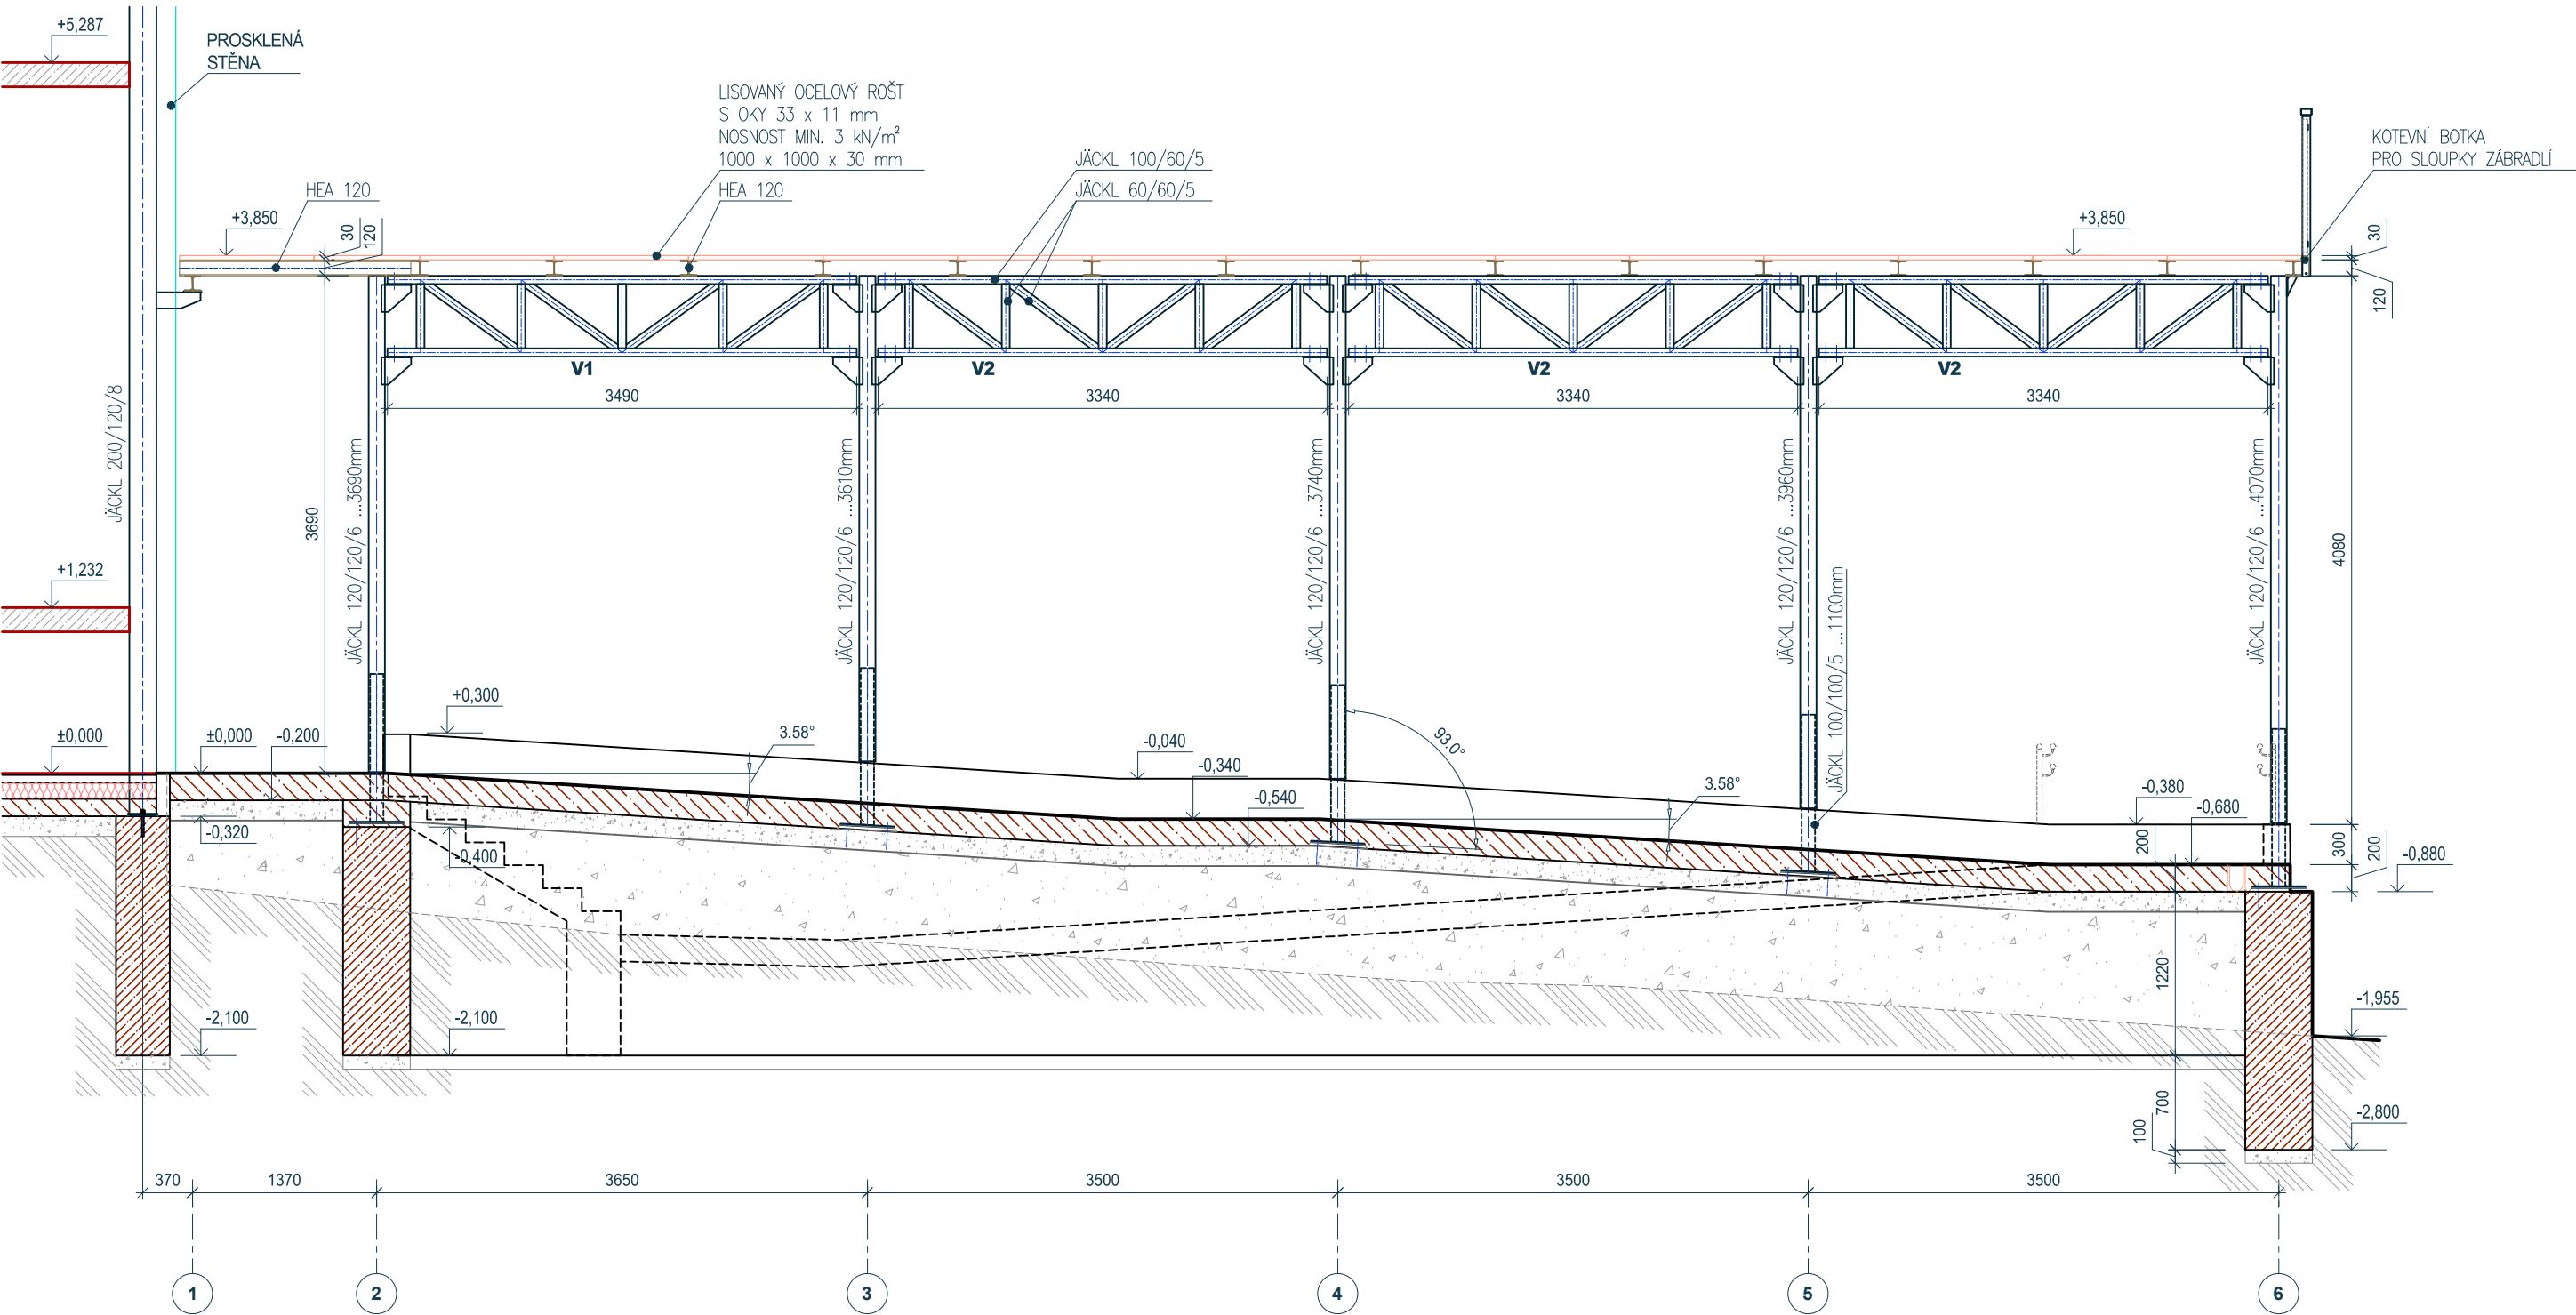 +5,287
PROSKLENÁ
STĚNA
LISOVANÝ OCELOVÝ ROŠT
S OKY 33 x 11 mm
NOSNOST MIN. 3 kN/m²
1000 x 1000 x 30 mm
HEA 120
HEA 120
JÄCKL 100/60/5
JÄCKL 60/60/5
KOTEVNÍ BOTKA
PRO SLOUPKY ZÁBRADLÍ
+3,850
30
120
+3,850
30
120
V1
V2
V2
V2
3490
3340
3340
3340
JÄCKL 200/120/8
3690
JÄCKL 120/120/6 ...3690mm
JÄCKL 120/120/6 ...3610mm
JÄCKL 120/120/6 ...3740mm
JÄCKL 120/120/6 ...3960mm
JÄCKL 100/100/5 ...1100mm
JÄCKL 120/120/6 ...4070mm
4080
+1,232
+0,300
±0,000
±0,000
-0,200
3.58°
-0,040
-0,340
-0,540
93.0°
3.58°
-0,380
-0,680
200
300
200
-0,880
-0,320
-0,400
-2,100
-2,100
1220
-1,955
700
100
-2,800
370
1370
3650
3500
3500
3500
1
2
3
4
5
6